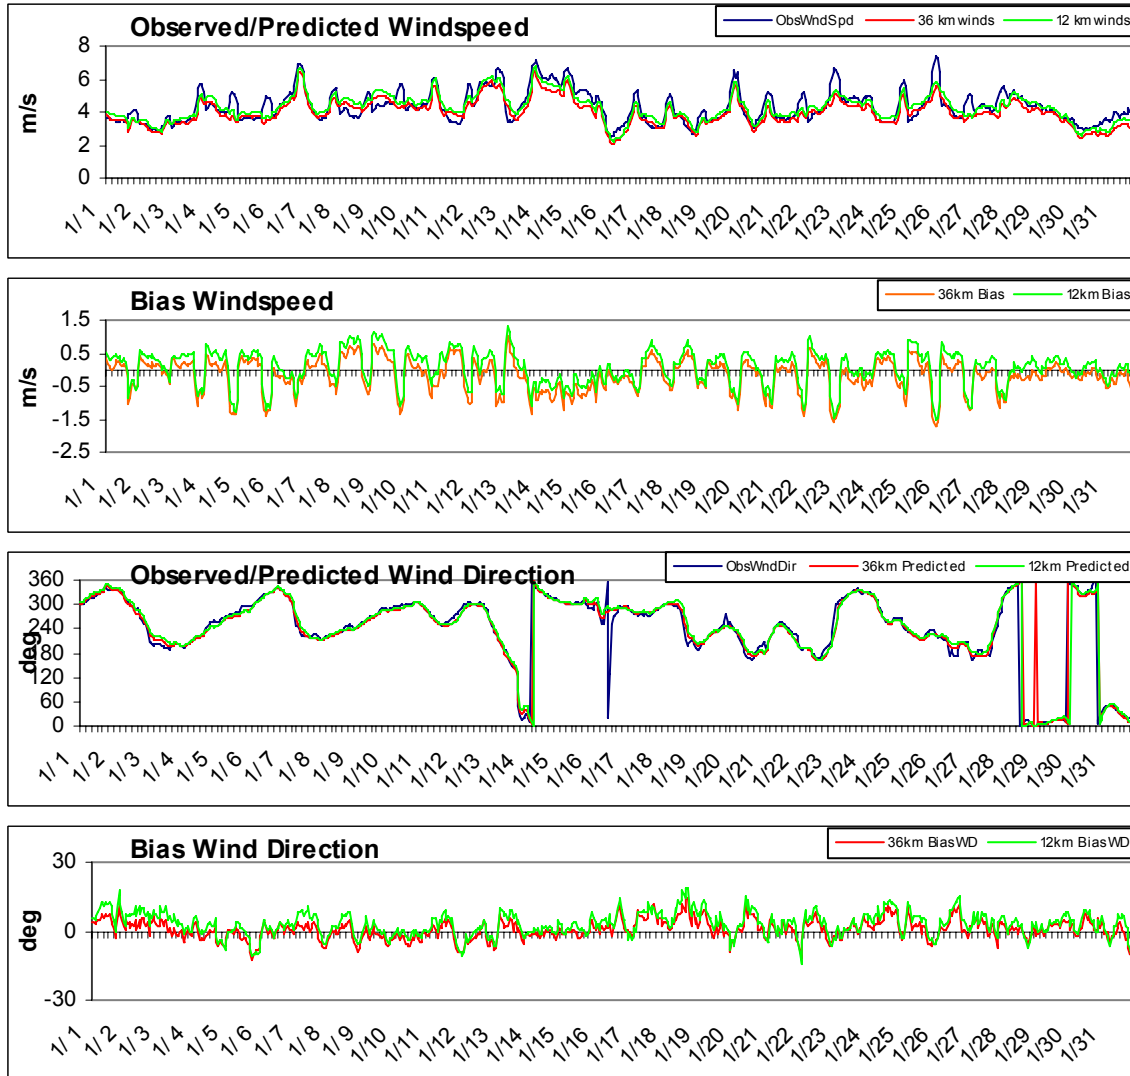 Observed/Predicted Windspeed
ObsWndSpd 36 km winds 12 km winds
8
6
4
2
0
m/s
1/ 1 1/ 2 1/ 3 1/ 4 1/ 5 1/ 6 1/ 7 1/ 8 1/ 9 1/10 1/11 1/12 1/13 1/14 1/15 1/16 1/17 1/18 1/19 1/20 1/21 1/22 1/23 1/24 1/25 1/26 1/27 1/28 1/29 1/30 1/31
Bias Windspeed
36km Bias 12km Bias
1.5
0.5
-0.5
-1.5
-2.5
m/s
1/ 1 1/ 2 1/ 3 1/ 4 1/ 5 1/ 6 1/ 7 1/ 8 1/ 9 1/10 1/11 1/12 1/13 1/14 1/15 1/16 1/17 1/18 1/19 1/20 1/21 1/22 1/23 1/24 1/25 1/26 1/27 1/28 1/29 1/30 1/31
Observed/Predicted Wind Direction
ObsWndDir 36km Predicted 12km Predicted
360
300
240
180
120
60
0
deg
1/ 1 1/ 2 1/ 3 1/ 4 1/ 5 1/ 6 1/ 7 1/ 8 1/ 9 1/10 1/11 1/12 1/13 1/14 1/15 1/16 1/17 1/18 1/19 1/20 1/21 1/22 1/23 1/24 1/25 1/26 1/27 1/28 1/29 1/30 1/31
Bias Wind Direction
36km BiasWD 12km BiasWD
30
0
-30
deg
1/ 1 1/ 2 1/ 3 1/ 4 1/ 5 1/ 6 1/ 7 1/ 8 1/ 9 1/10 1/11 1/12 1/13 1/14 1/15 1/16 1/17 1/18 1/19 1/20 1/21 1/22 1/23 1/24 1/25 1/26 1/27 1/28 1/29 1/30 1/31